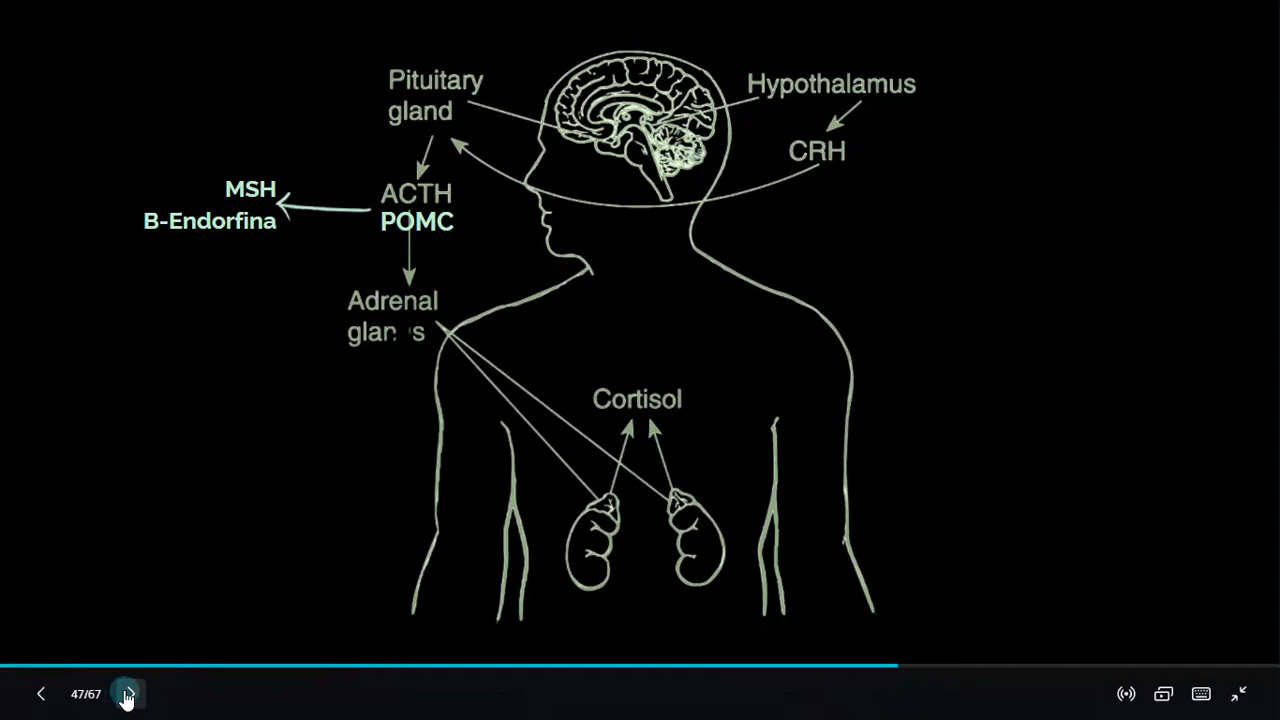 Pituitary
gland
Hypothalamus
CRH
MSH
B-Endorfina
ACTH
POMC
Adrenal
Cortisol
47/67